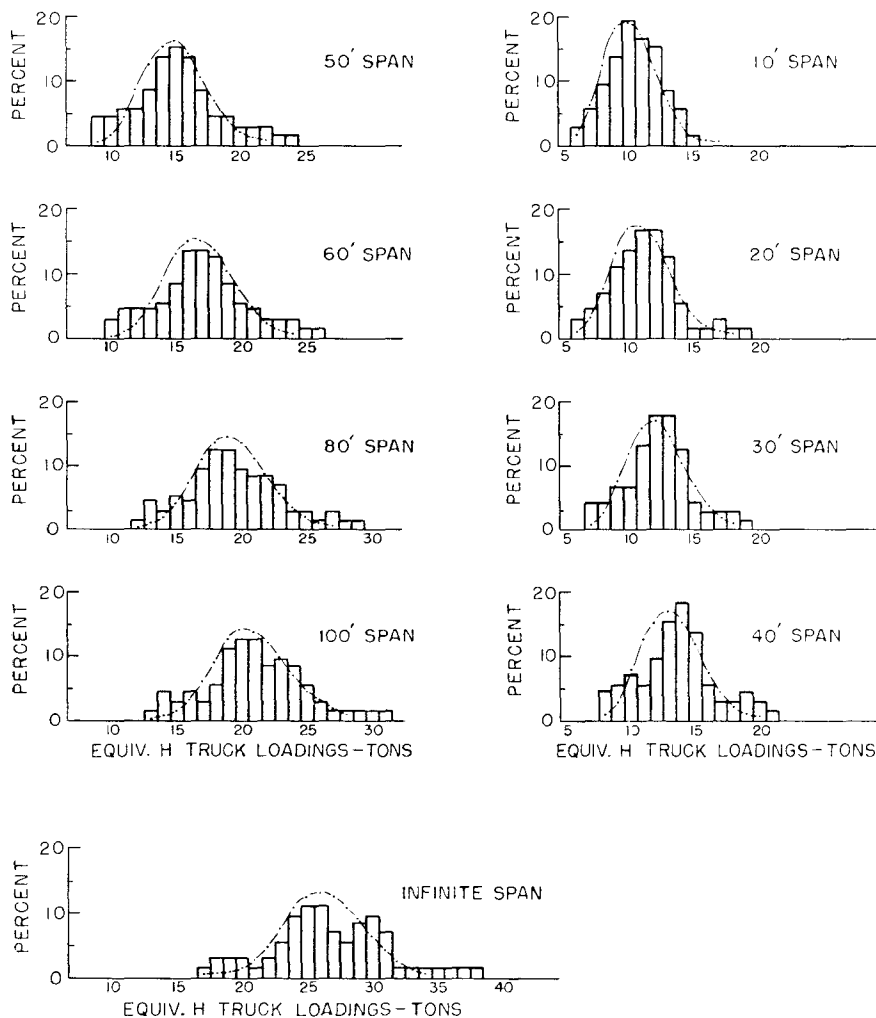 PERCENT
20
10
0
50' SPAN
10 15 20 25
PERCENT
20
10
0
10' SPAN
5 10 15 20
PERCENT
20
10
0
60' SPAN
10 15 20 25
PERCENT
20
10
0
20' SPAN
5 10 15 20
PERCENT
20
10
0
80' SPAN
10 15 20 25 30
PERCENT
20
10
0
30' SPAN
5 10 15 20
PERCENT
20
10
0
100' SPAN
10 15 20 25 30
EQUIV. H TRUCK LOADINGS-TONS
PERCENT
20
10
0
40' SPAN
5 10 15 20
EQUIV. H TRUCK LOADINGS-TONS
PERCENT
20
10
0
INFINITE SPAN
10 15 20 25 30 35 40
EQUIV. H TRUCK LOADINGS-TONS